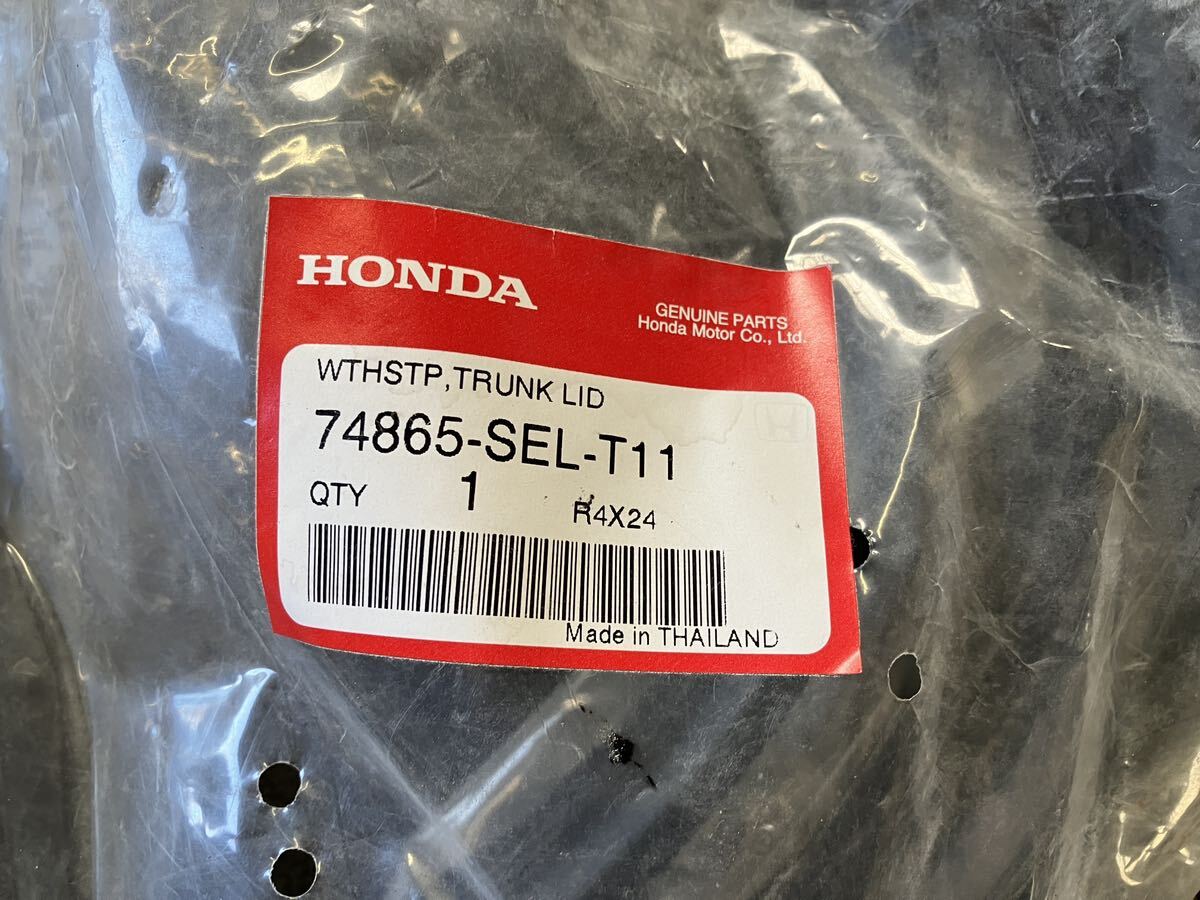 HONDA
GENUINE PARTS
Honda Motor Co., Ltd.
WTHSTP,TRUNK LID
74865-SEL-T11
QTY 1 R4X24
Made in THAILAND